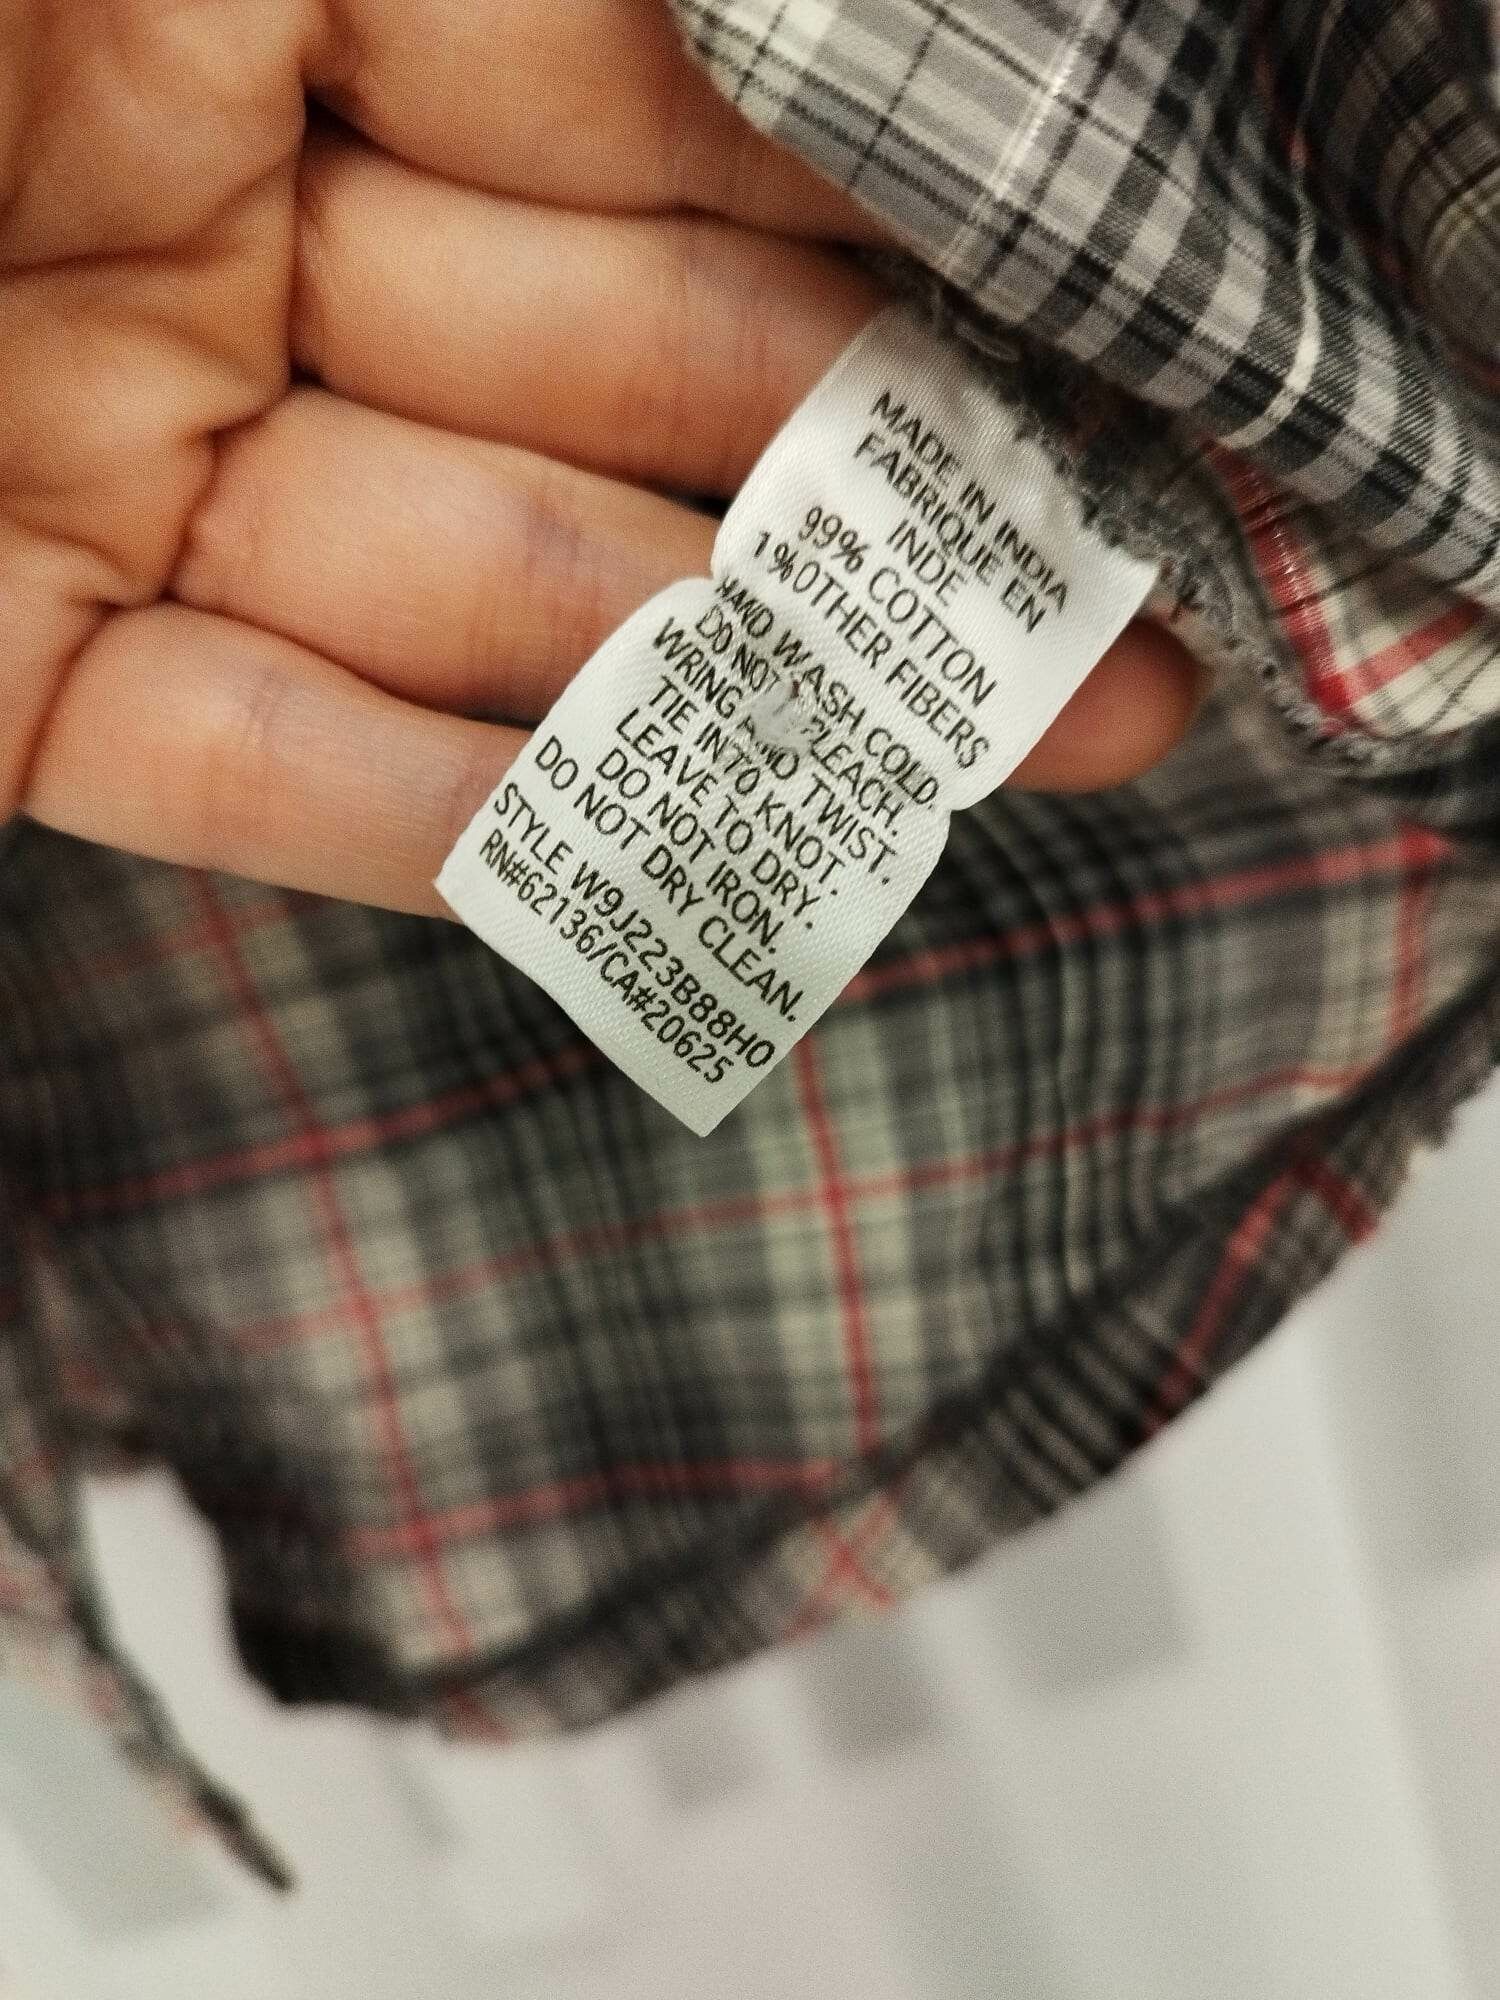 MADE IN INDIA
FABRIQUE EN
INDE
99% COTTON
1%OTHER FIBERS
HAND WASH COLD.
DO NOT BLEACH.
WRING AND TWIST.
TIE INTO KNOT.
LEAVE TO DRY.
DO NOT IRON.
DO NOT DRY CLEAN.
STYLE W9J223B88H0
RN#62136/CA#20625